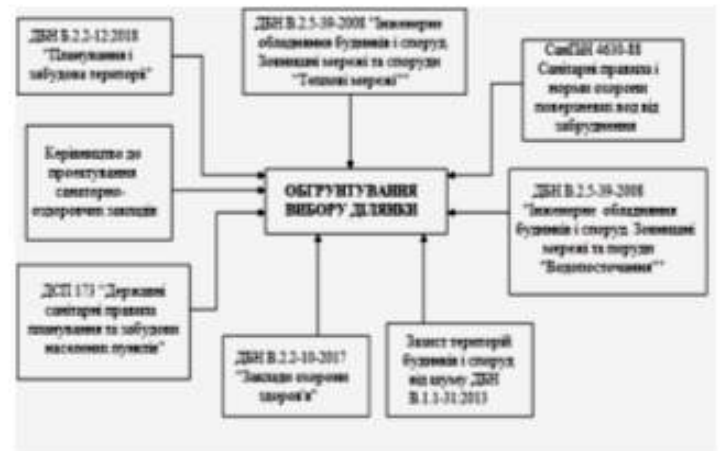 ДБН В.2.2-12:2018
"Планування і
забудова територій"
ДБН В.2.5-39-2008 "Інженерне
обладнання будинків і споруд.
Зовнішні мережі та споруди
"Теплові мережі""
СанПіН 4630-88
Санітарні правила і
норми охорони
поверхневих вод від
забруднення
Керівництво до
проектування
санаторно-
оздоровчих закладів
ОБГРУНТУВАННЯ
ВИБОРУ ДІЛЯНКИ
ДБН В.2.5-39-2008
"Інженерне обладнання
будинків і споруд. Зовнішні
мережі та споруди
"Водопостачання""
ДСП 173 "Державні
санітарні правила
планування та забудови
населених пунктів"
ДБН В.2.2-10-2017
"Заклади охорони
здоров'я"
Захист територій
будинків і споруд
від шуму ДБН
В.1.1-31:2013